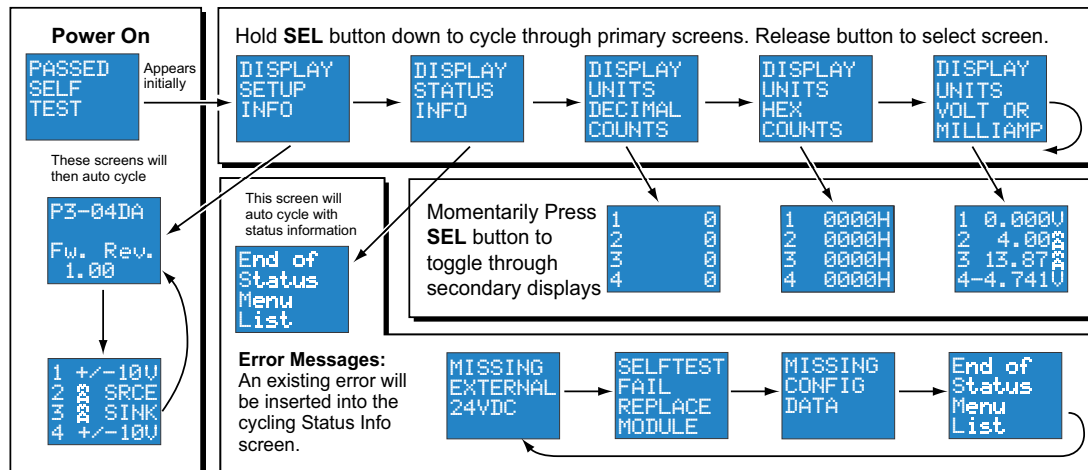 Power On
PASSED
SELF
TEST
Appears
initially
These screens will
then auto cycle
P3-04DA
Fw. Rev.
1.00
1 +/-10V
2 mA SRCE
3 mA SINK
4 +/-10V
Hold SEL button down to cycle through primary screens. Release button to select screen.
DISPLAY
SETUP
INFO
DISPLAY
STATUS
INFO
DISPLAY
UNITS
DECIMAL
COUNTS
DISPLAY
UNITS
HEX
COUNTS
DISPLAY
UNITS
VOLT OR
MILLIAMP
This screen will
auto cycle with
status information
End of
Status
Menu
List
Momentarily Press
SEL button to
toggle through
secondary displays
1 0
2 0
3 0
4 0
1 0000H
2 0000H
3 0000H
4 0000H
1 0.000V
2 4.00mA
3 13.87mA
4-4.741V
Error Messages:
An existing error will
be inserted into the
cycling Status Info
screen.
MISSING
EXTERNAL
24VDC
SELFTEST
FAIL
REPLACE
MODULE
MISSING
CONFIG
DATA
End of
Status
Menu
List